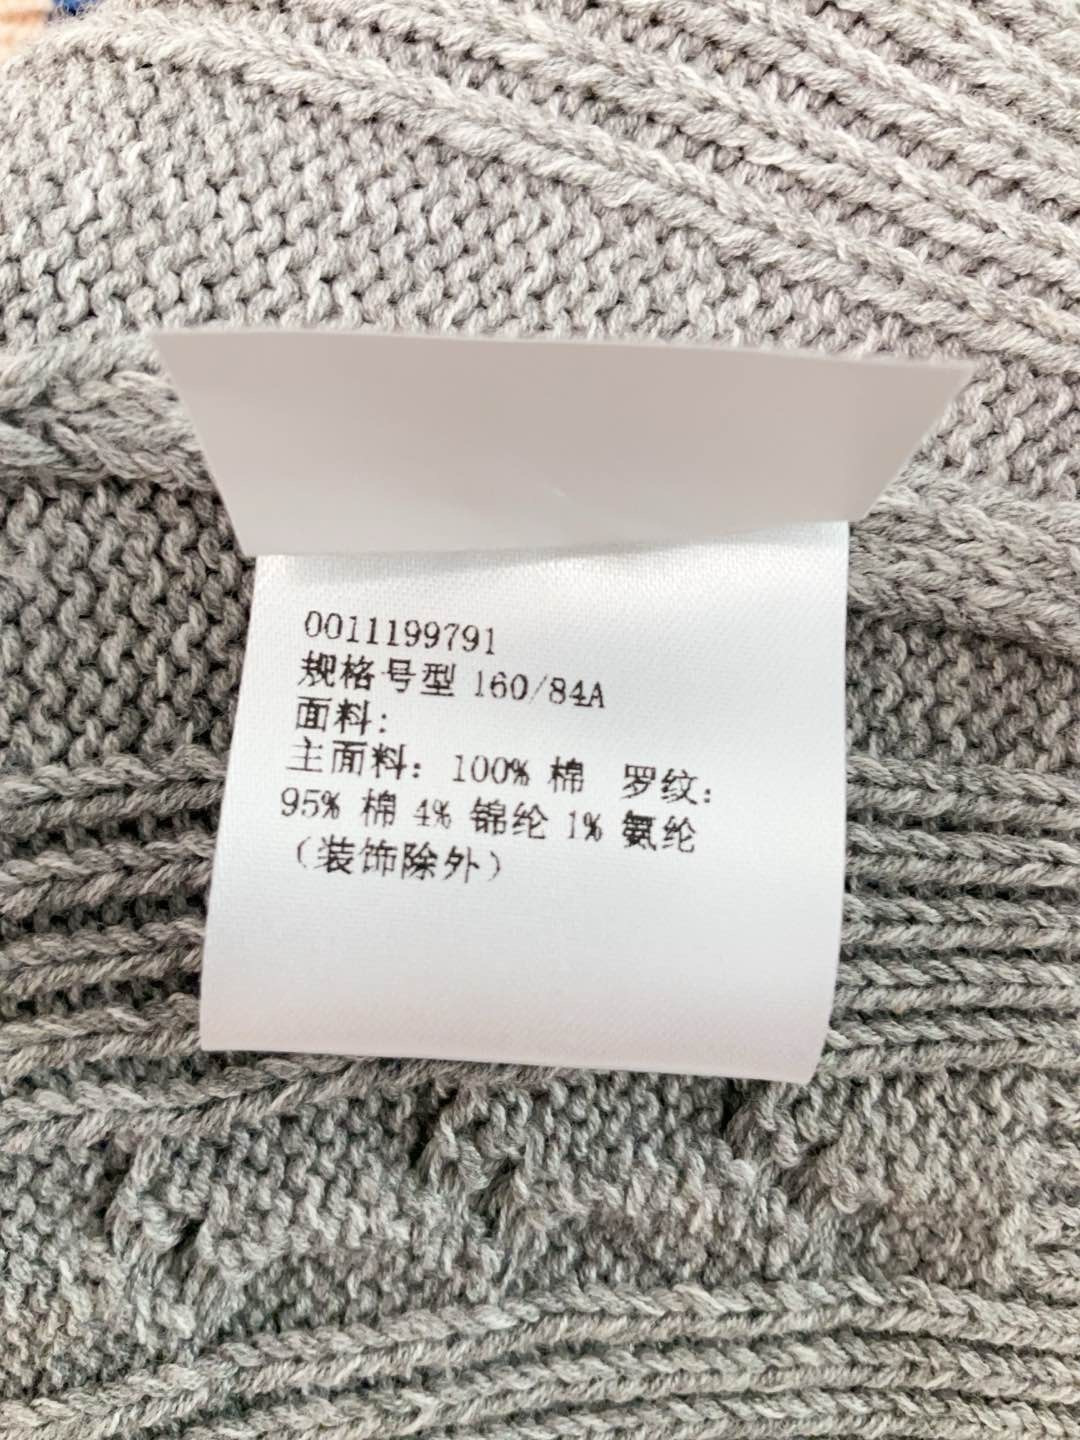 0011199791
规格号型 160/84A
面料:
主面料: 100% 棉 罗纹:
95% 棉 4% 锦纶 1% 氨纶
(装饰除外)